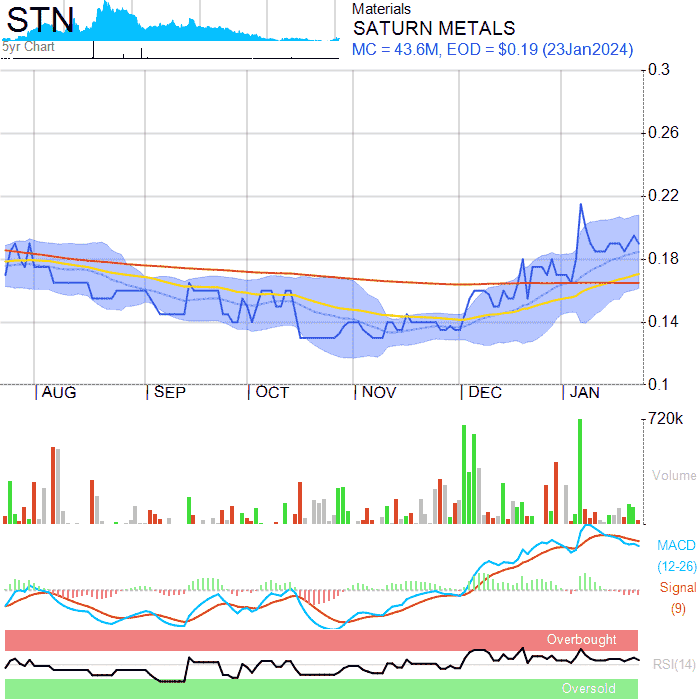 STN
5yr Chart
Materials
SATURN METALS
MC = 43.6M, EOD = $0.19 (23Jan2024)
0.3
0.26
0.22
0.18
0.14
0.1
AUG SEP OCT NOV DEC JAN
720k
Volume
MACD
(12-26)
Signal
(9)
Overbought
RSI(14)
Oversold